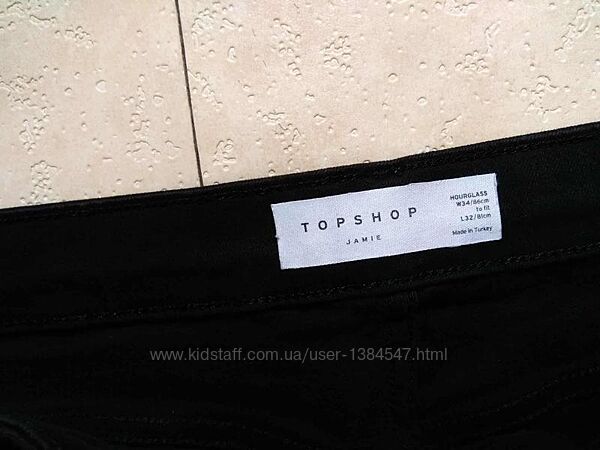 TOPSHOP
JAMIE
HOURGLASS
W34/86cm
to fit
L32/81cm
Made in Turkey
www.kidstaff.com.ua/user-1384547.html